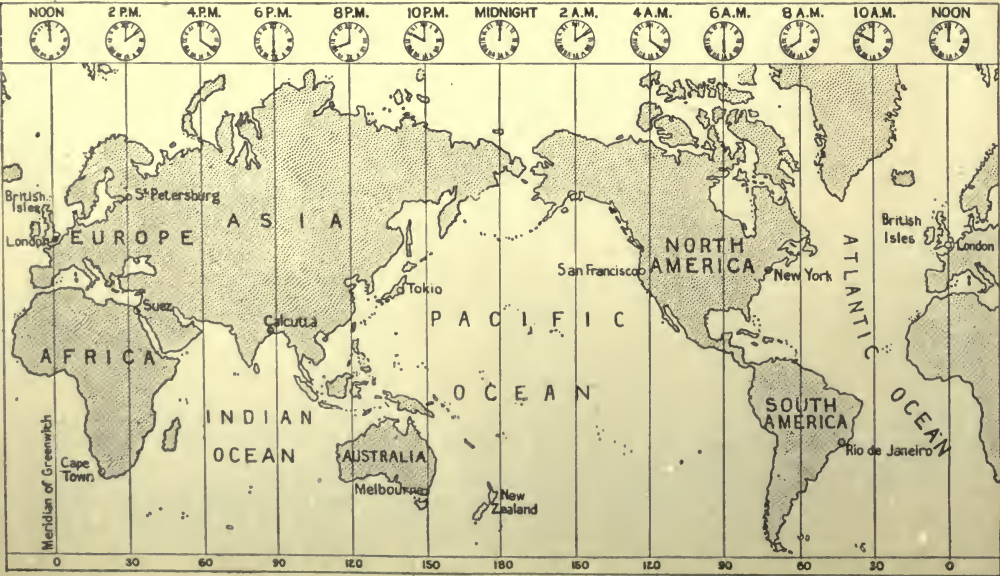 NOON 2 P.M. 4 P.M. 6 P.M. 8 P.M. 10 P.M. MIDNIGHT 2 A.M. 4 A.M. 6 A.M. 8 A.M. 10 A.M. NOON
British
Isles
London
St Petersburg
EUROPE
ASIA
Suez
Calcutta
Tokio
AFRICA
INDIAN
OCEAN
Cape
Town
Meridian of Greenwich
AUSTRALIA
Melbourne
New
Zealand
PACIFIC
OCEAN
San Francisco
NORTH
AMERICA
New York
SOUTH
AMERICA
Rio de Janeiro
ATLANTIC
OCEAN
British
Isles
London
0 30 60 90 120 150 180 150 120 90 60 30 0